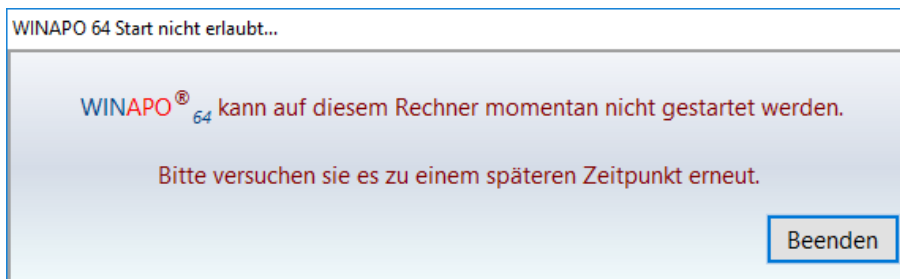 WINAPO 64 Start nicht erlaubt...
WINAPO® 64 kann auf diesem Rechner momentan nicht gestartet werden.
Bitte versuchen sie es zu einem späteren Zeitpunkt erneut.
Beenden